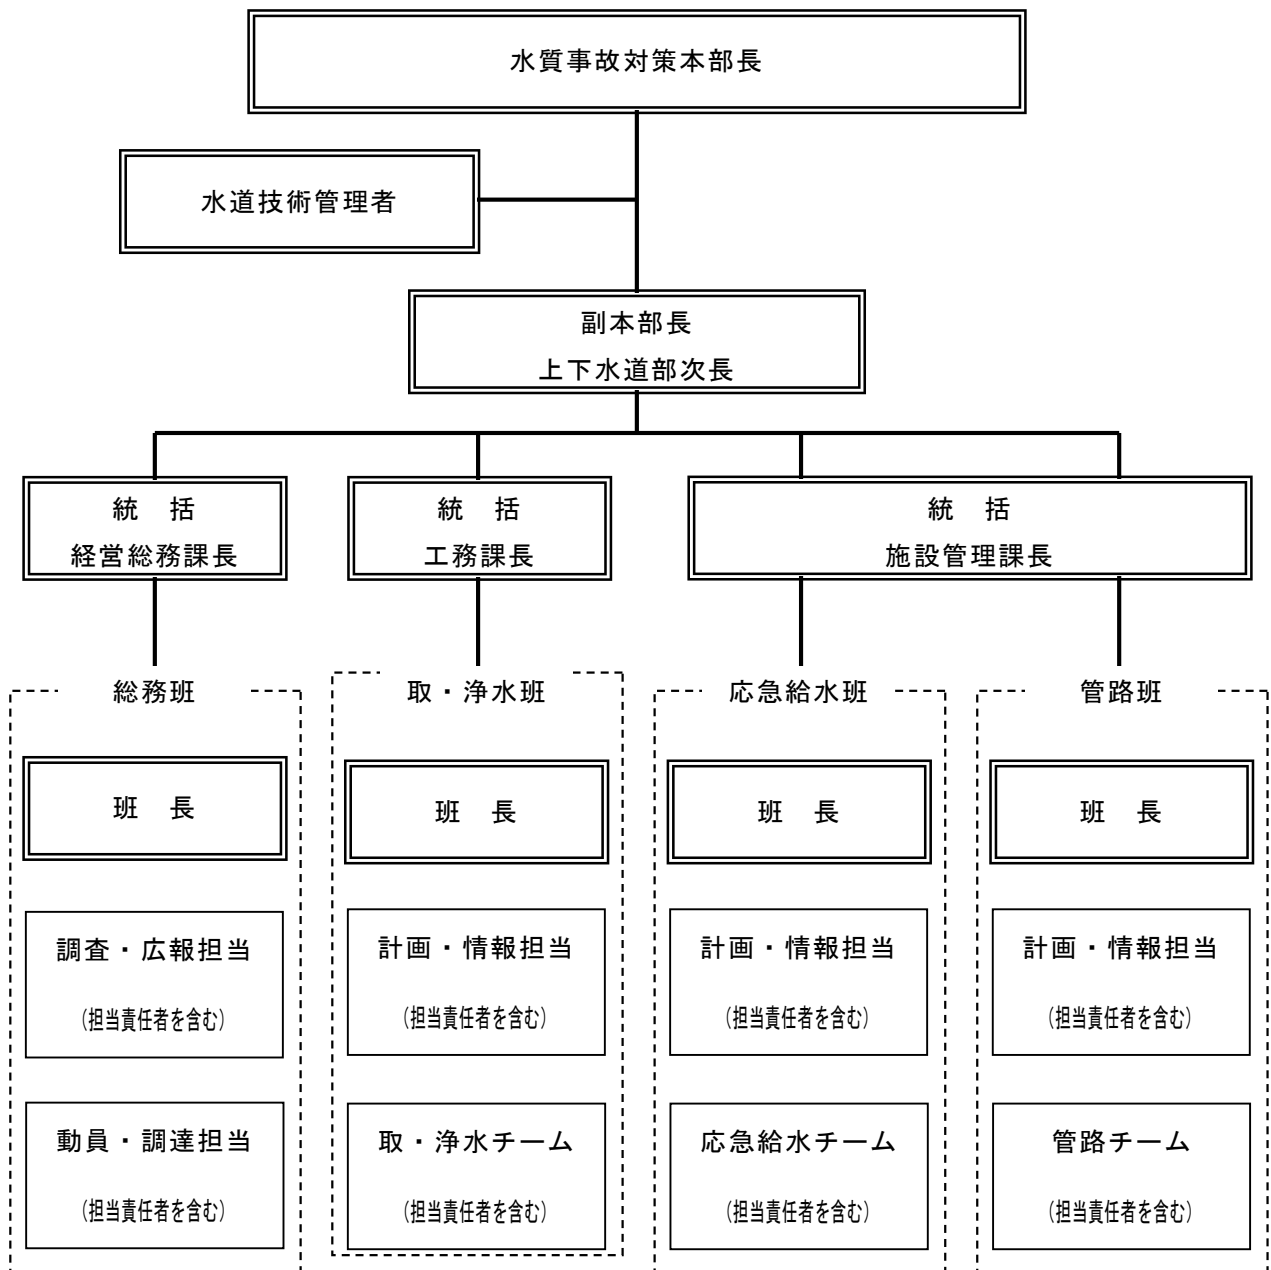 水質事故対策本部長
水道技術管理者
副本部長
上下水道部次長
統　括
経営総務課長
統　括
工務課長
統　括
施設管理課長
総務班
取・浄水班
応急給水班
管路班
班　長
班　長
班　長
班　長
調査・広報担当
(担当責任者を含む)
計画・情報担当
(担当責任者を含む)
計画・情報担当
(担当責任者を含む)
計画・情報担当
(担当責任者を含む)
動員・調達担当
(担当責任者を含む)
取・浄水チーム
(担当責任者を含む)
応急給水チーム
(担当責任者を含む)
管路チーム
(担当責任者を含む)